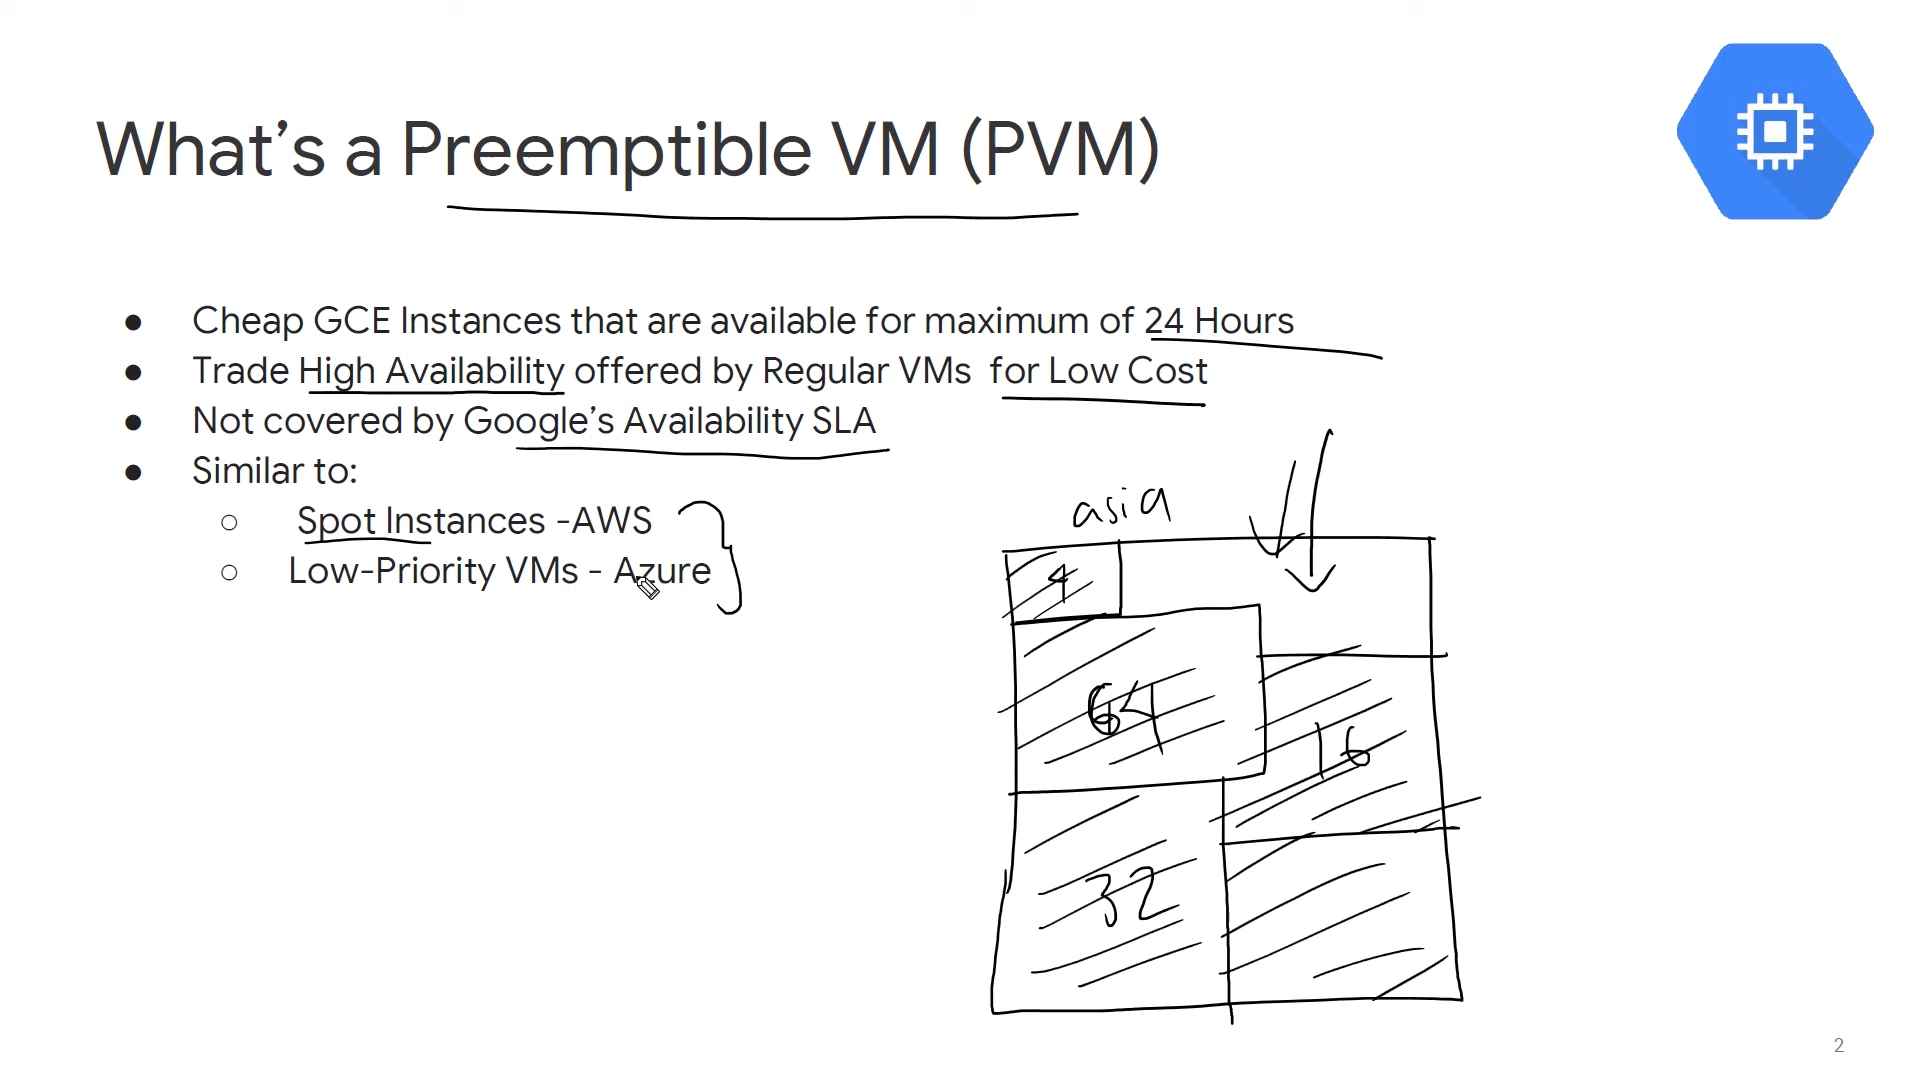 What's a Preemptible VM (PVM)
● Cheap GCE Instances that are available for maximum of 24 Hours
● Trade High Availability offered by Regular VMs for Low Cost
● Not covered by Google's Availability SLA
● Similar to:
○ Spot Instances -AWS
○ Low-Priority VMs - Azure
asia
4
64
16
32
2